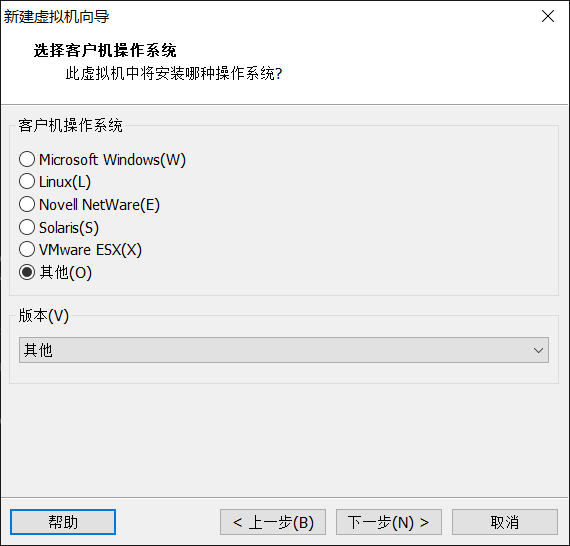 新建虚拟机向导
选择客户机操作系统
此虚拟机中将安装哪种操作系统?
客户机操作系统
Microsoft Windows(W)
Linux(L)
Novell NetWare(E)
Solaris(S)
VMware ESX(X)
其他(O)
版本(V)
其他
帮助
< 上一步(B)
下一步(N) >
取消